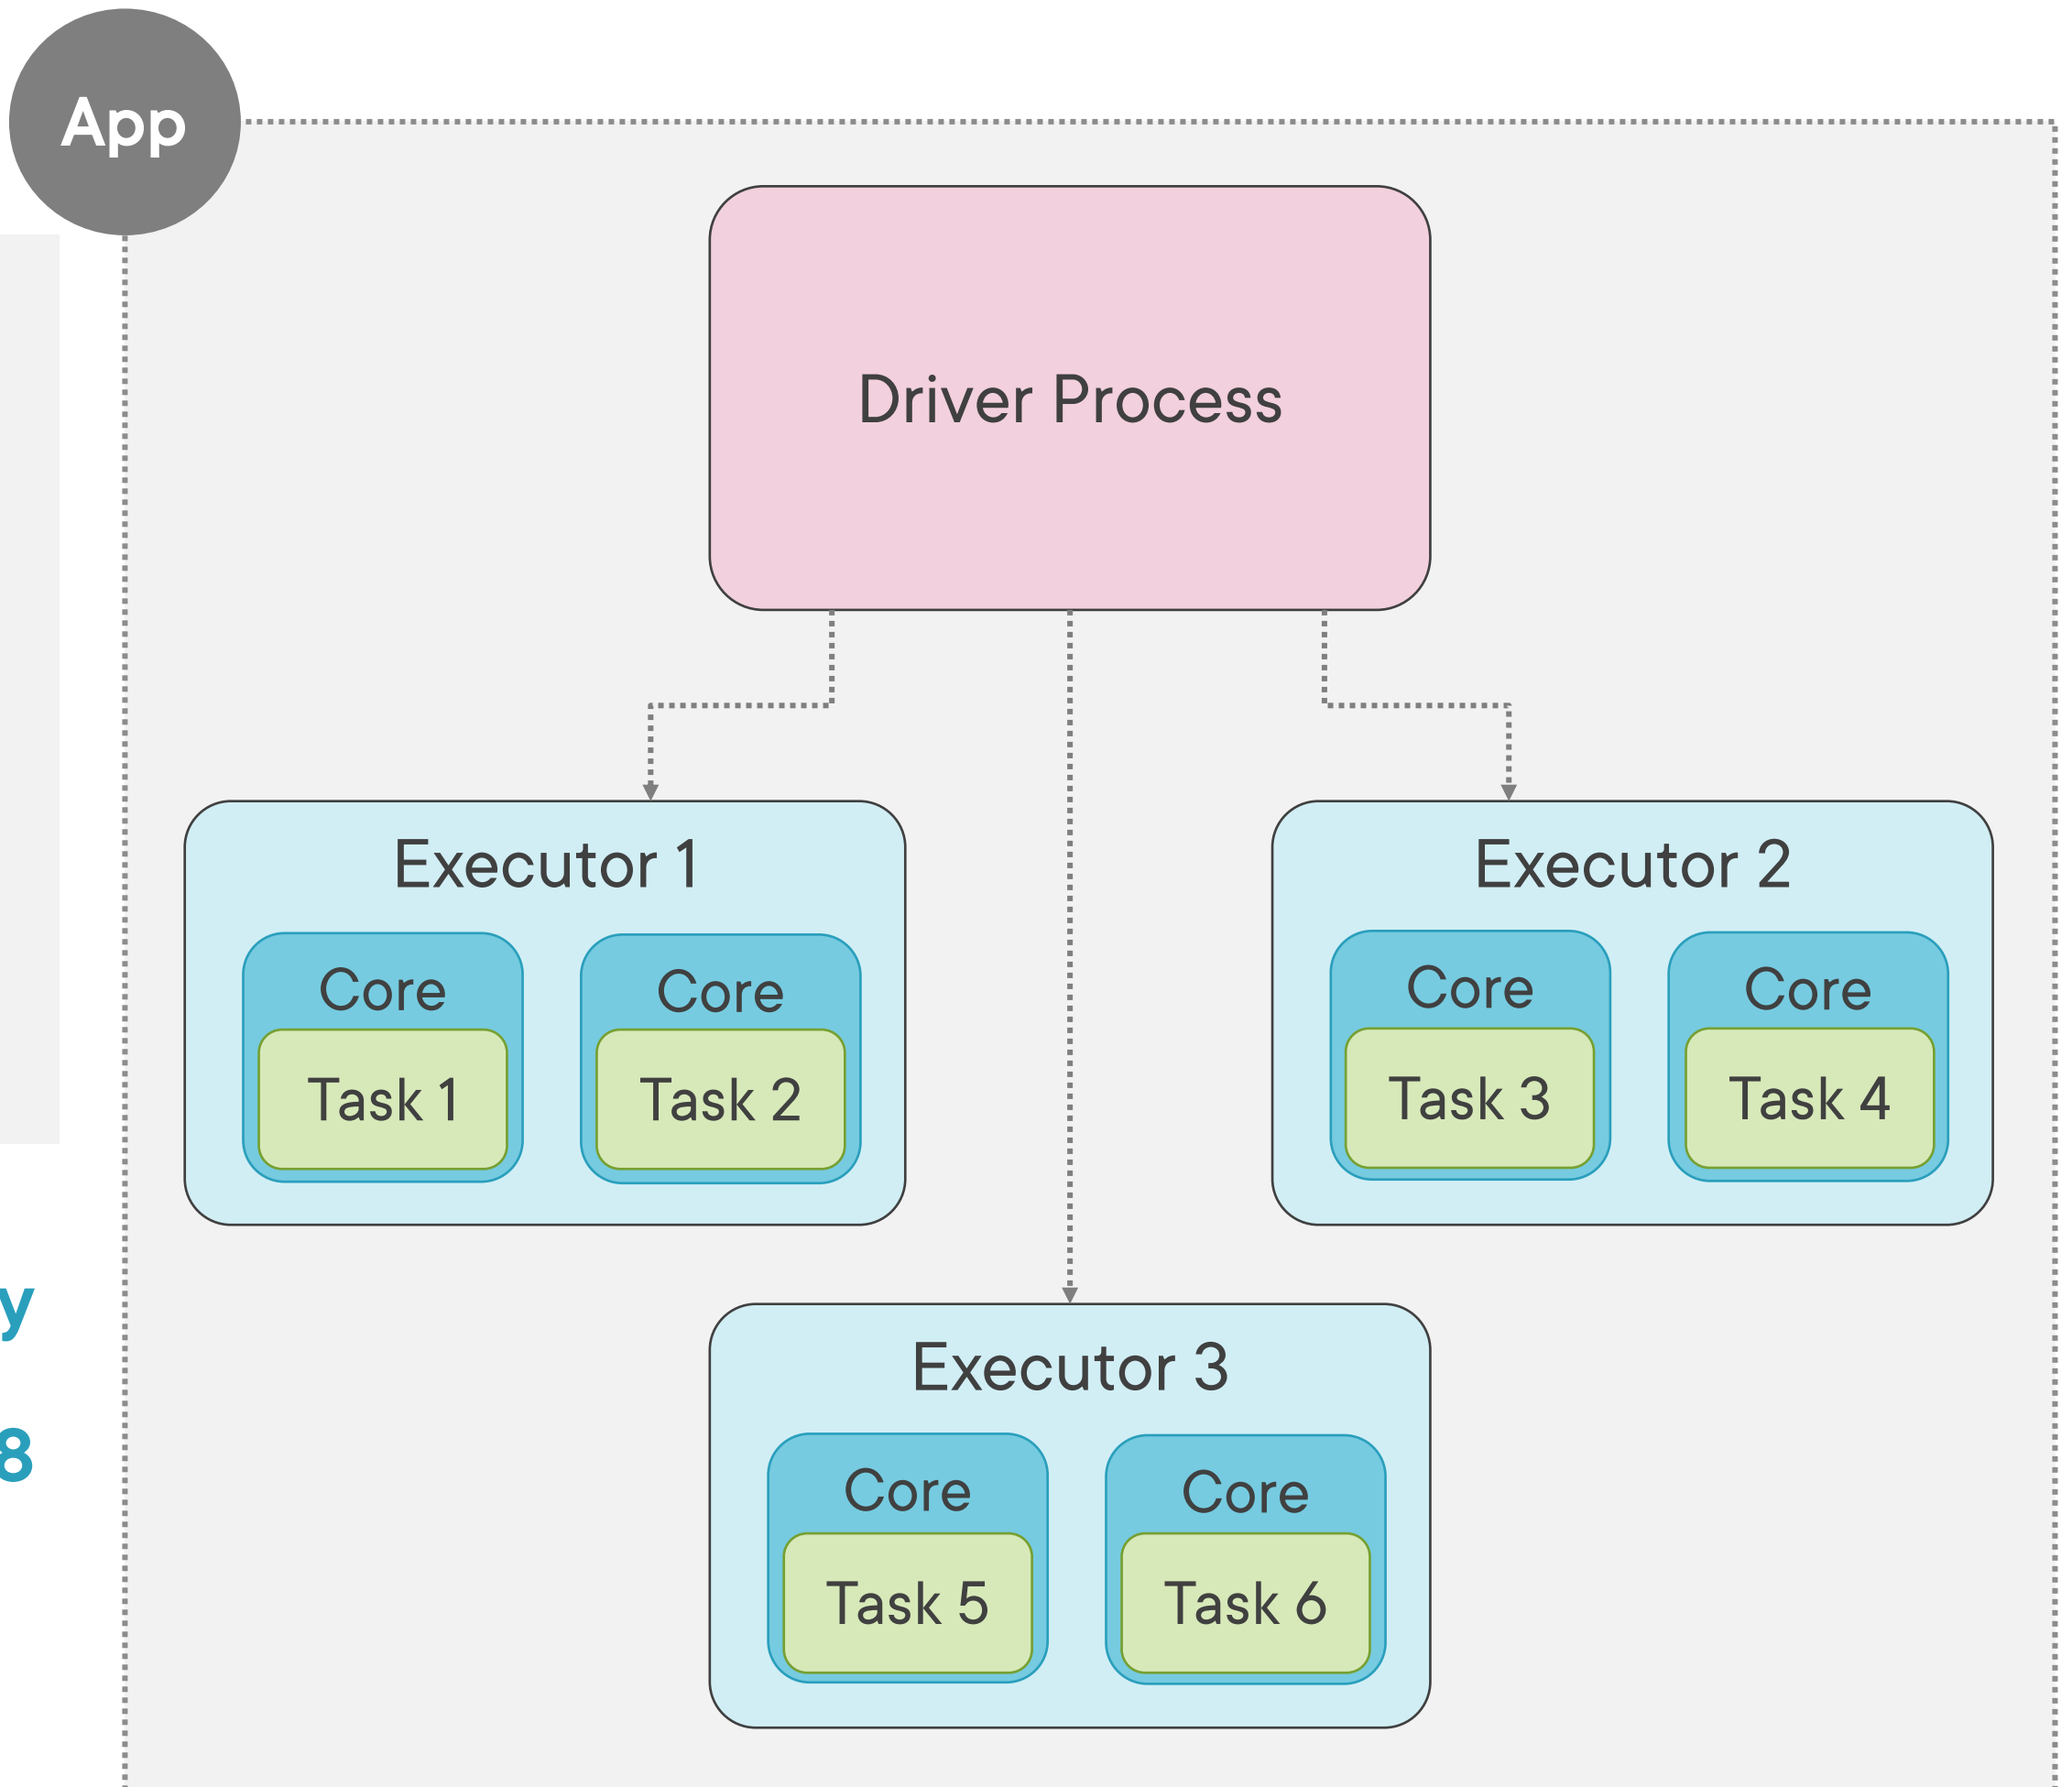 App
Driver Process
Executor 1
Core
Core
Task 1
Task 2
Executor 2
Core
Core
Task 3
Task 4
Executor 3
Core
Core
Task 5
Task 6
y
8